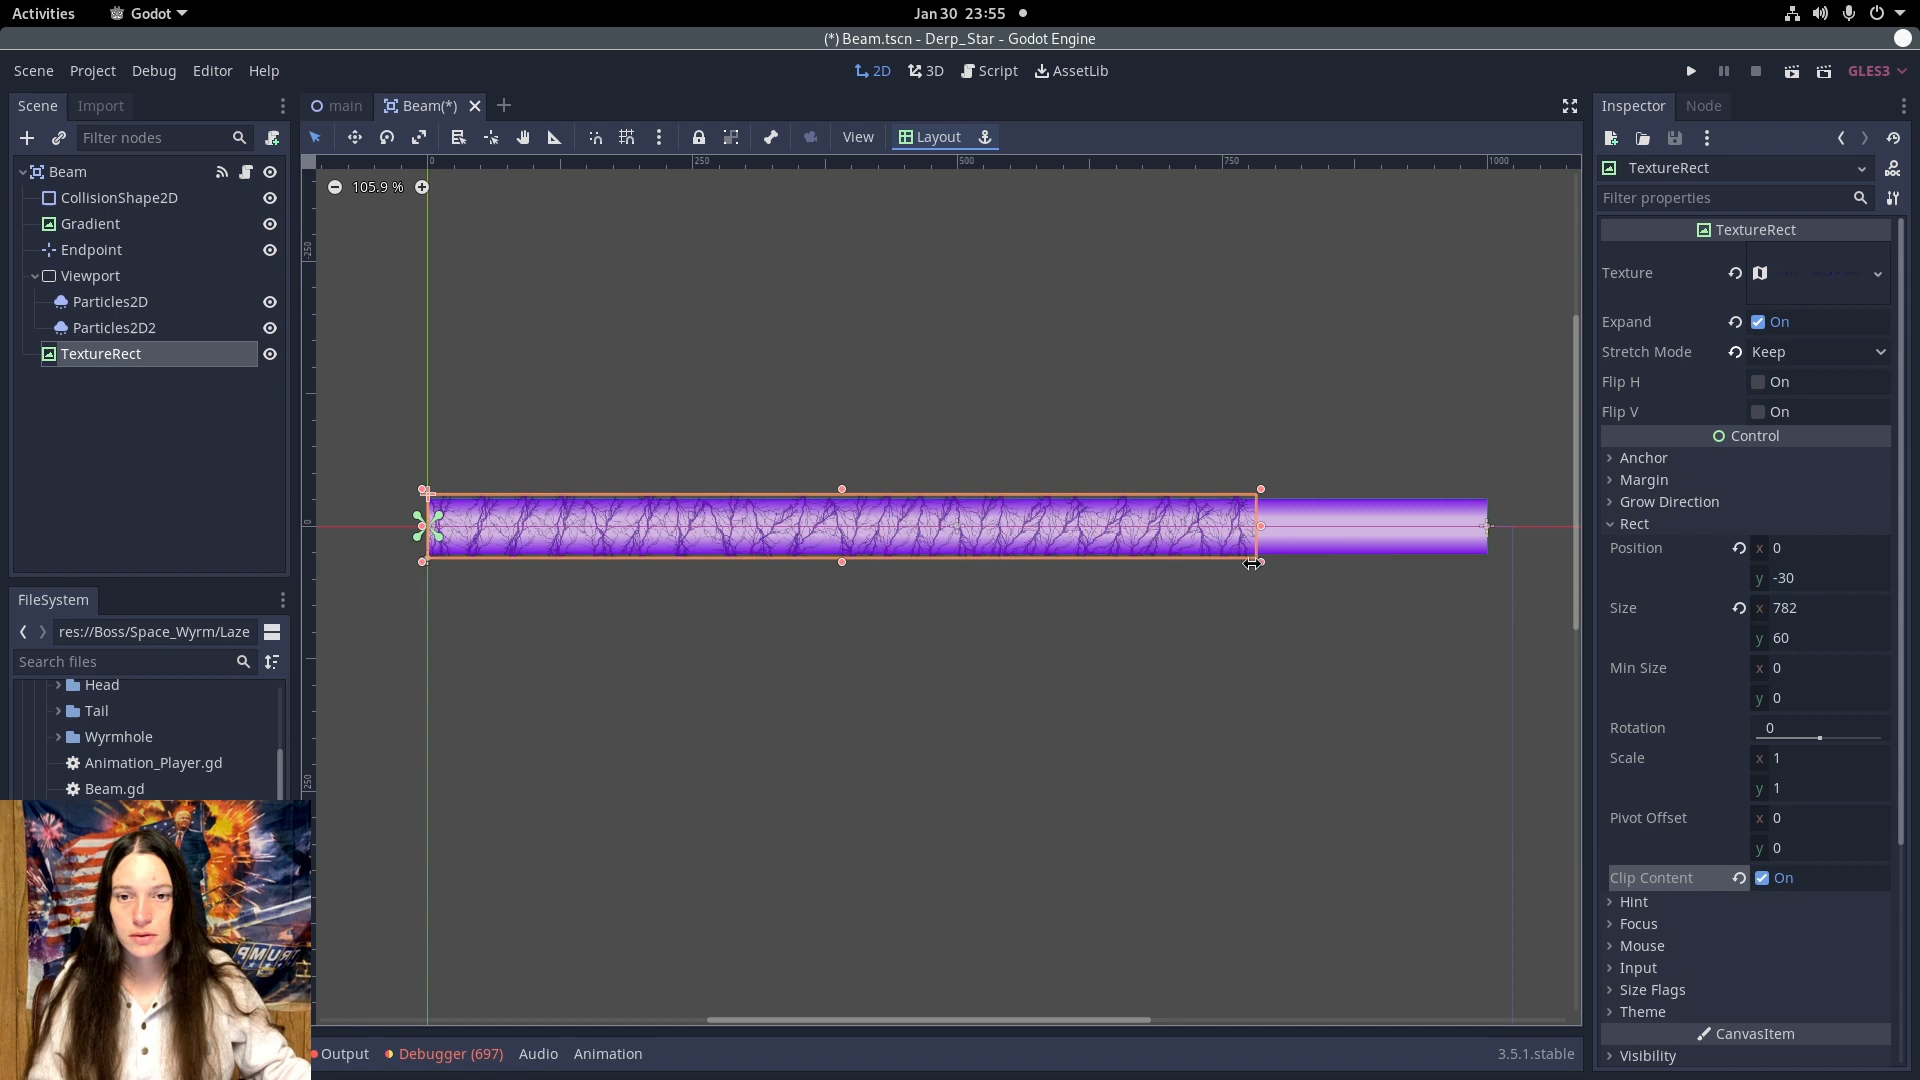 Activities Godot Jan 30 23:55
(*) Beam.tscn - Derp_Star - Godot Engine
Scene Project Debug Editor Help 2D 3D Script AssetLib GLES3
Scene Import main Beam(*) Inspector Node
Filter nodes View Layout
0 250 500 750 1000
Beam
105.9 %
TextureRect
CollisionShape2D
Filter properties
Gradient
TextureRect
Endpoint
-250
Texture
Viewport
Particles2D
Expand On
Particles2D2
Stretch Mode Keep
TextureRect
Flip H On
Flip V On
Control
Anchor
Margin
Grow Direction
0
Rect
Position x 0
y -30
FileSystem
Size x 782
res://Boss/Space_Wyrm/Laze
y 60
Search files
Min Size x 0
Head
y 0
Tail
Rotation 0
Wyrmhole
Scale x 1
Animation_Player.gd
250
y 1
Beam.gd
Pivot Offset x 0
y 0
Clip Content On
Hint
Focus
TRUMP
Mouse
Input
Size Flags
Theme
CanvasItem
Output Debugger (697) Audio Animation 3.5.1.stable
Visibility